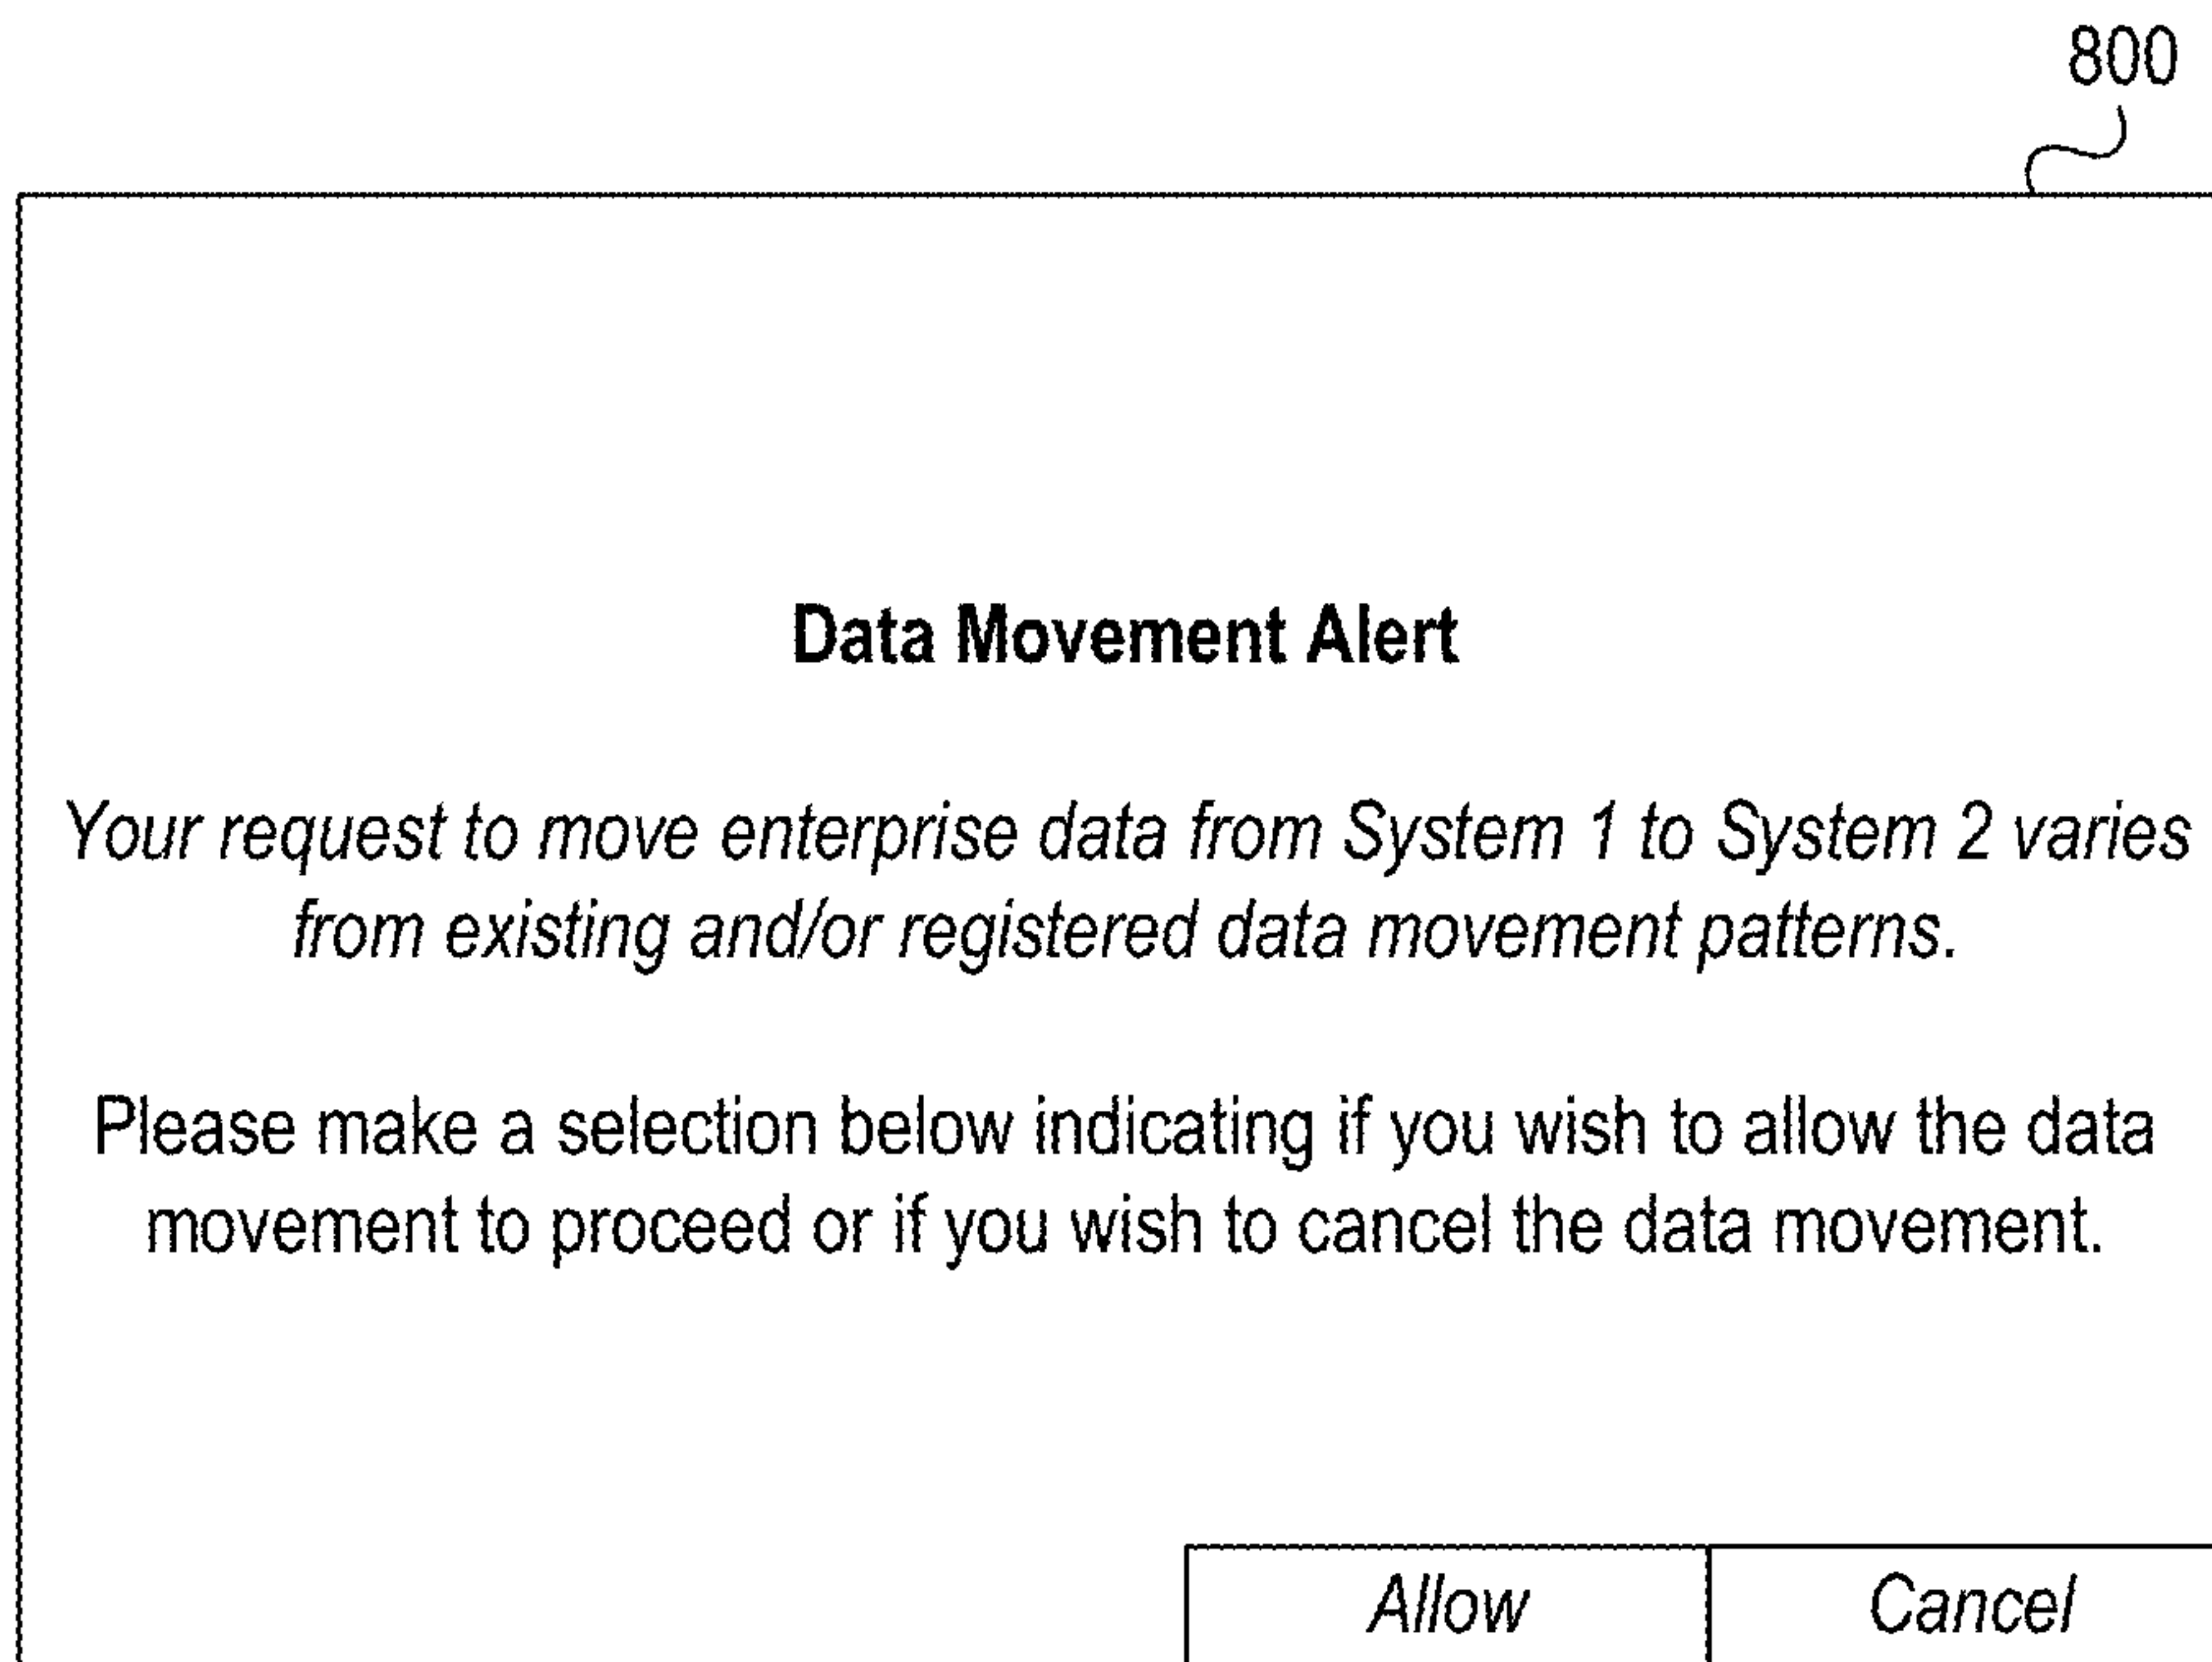 800
Data Movement Alert
Your request to move enterprise data from System 1 to System 2 varies
from existing and/or registered data movement patterns.
Please make a selection below indicating if you wish to allow the data
movement to proceed or if you wish to cancel the data movement.
Allow
Cancel